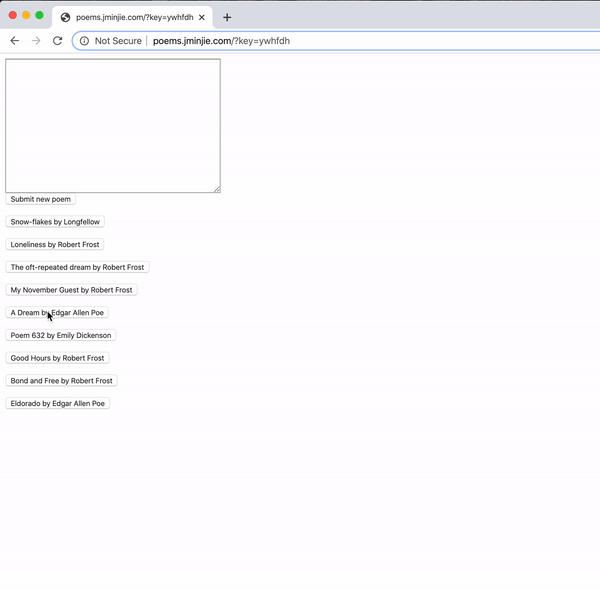 poems.jminjie.com/?key=ywhfdh
Not Secure poems.jminjie.com/?key=ywhfdh
Submit new poem
Snow-flakes by Longfellow
Loneliness by Robert Frost
The oft-repeated dream by Robert Frost
My November Guest by Robert Frost
A Dream by Edgar Allen Poe
Poem 632 by Emily Dickenson
Good Hours by Robert Frost
Bond and Free by Robert Frost
Eldorado by Edgar Allen Poe